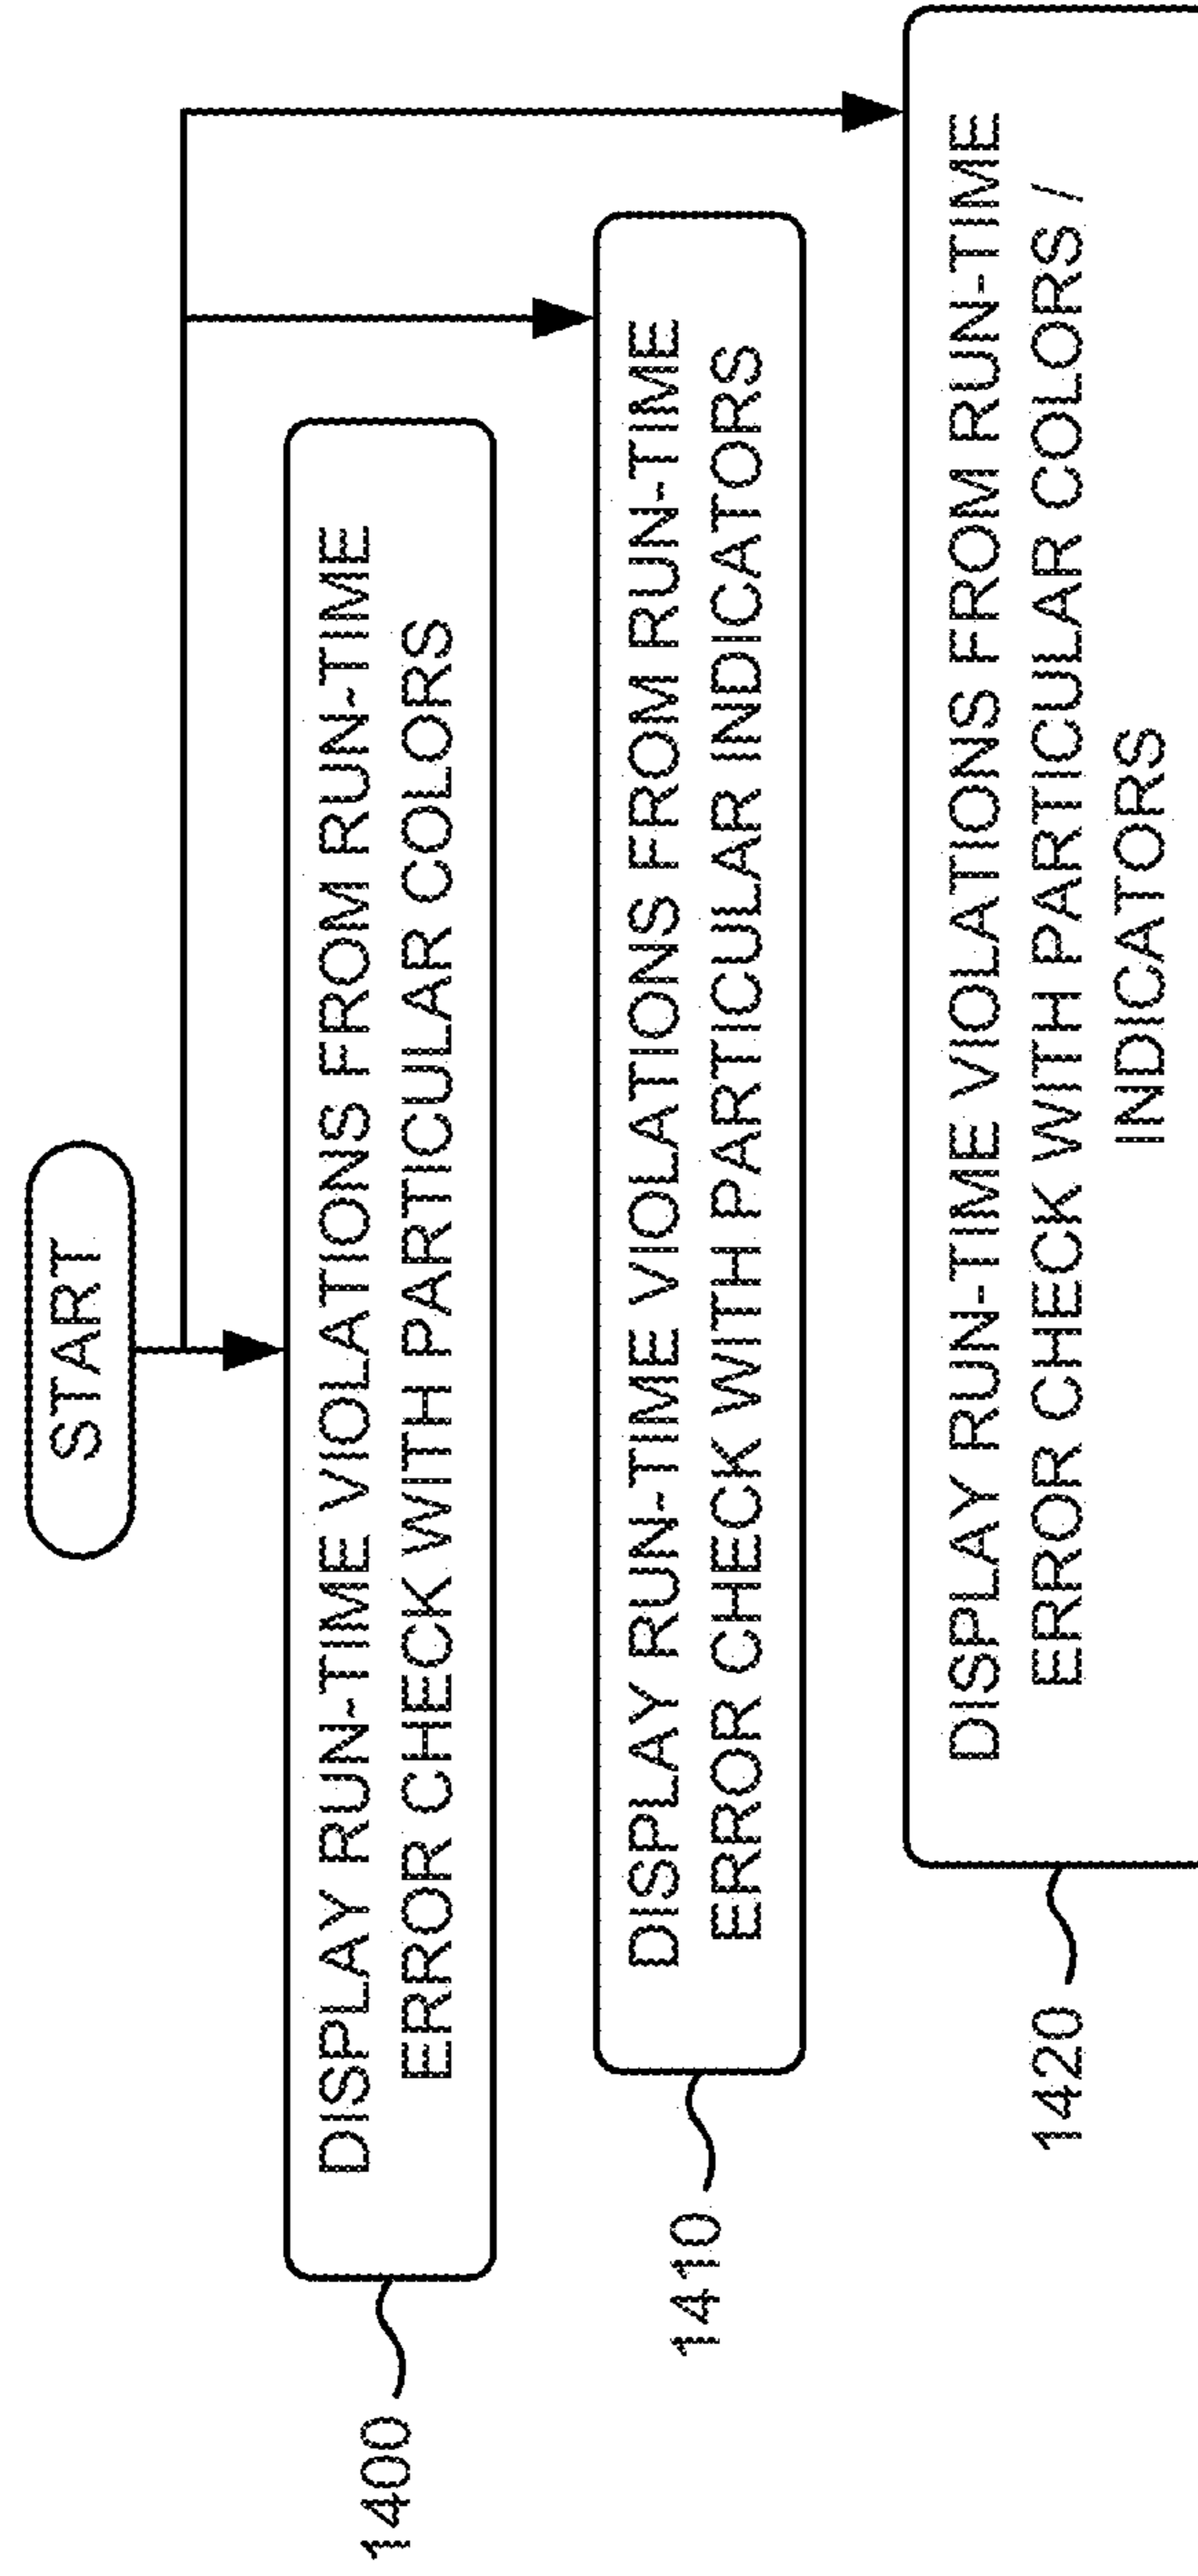 START
DISPLAY RUN-TIME VIOLATIONS FROM RUN-TIME
ERROR CHECK WITH PARTICULAR COLORS
1400
DISPLAY RUN-TIME VIOLATIONS FROM RUN-TIME
ERROR CHECK WITH PARTICULAR INDICATORS
1410
DISPLAY RUN-TIME VIOLATIONS FROM RUN-TIME
ERROR CHECK WITH PARTICULAR COLORS /
INDICATORS
1420